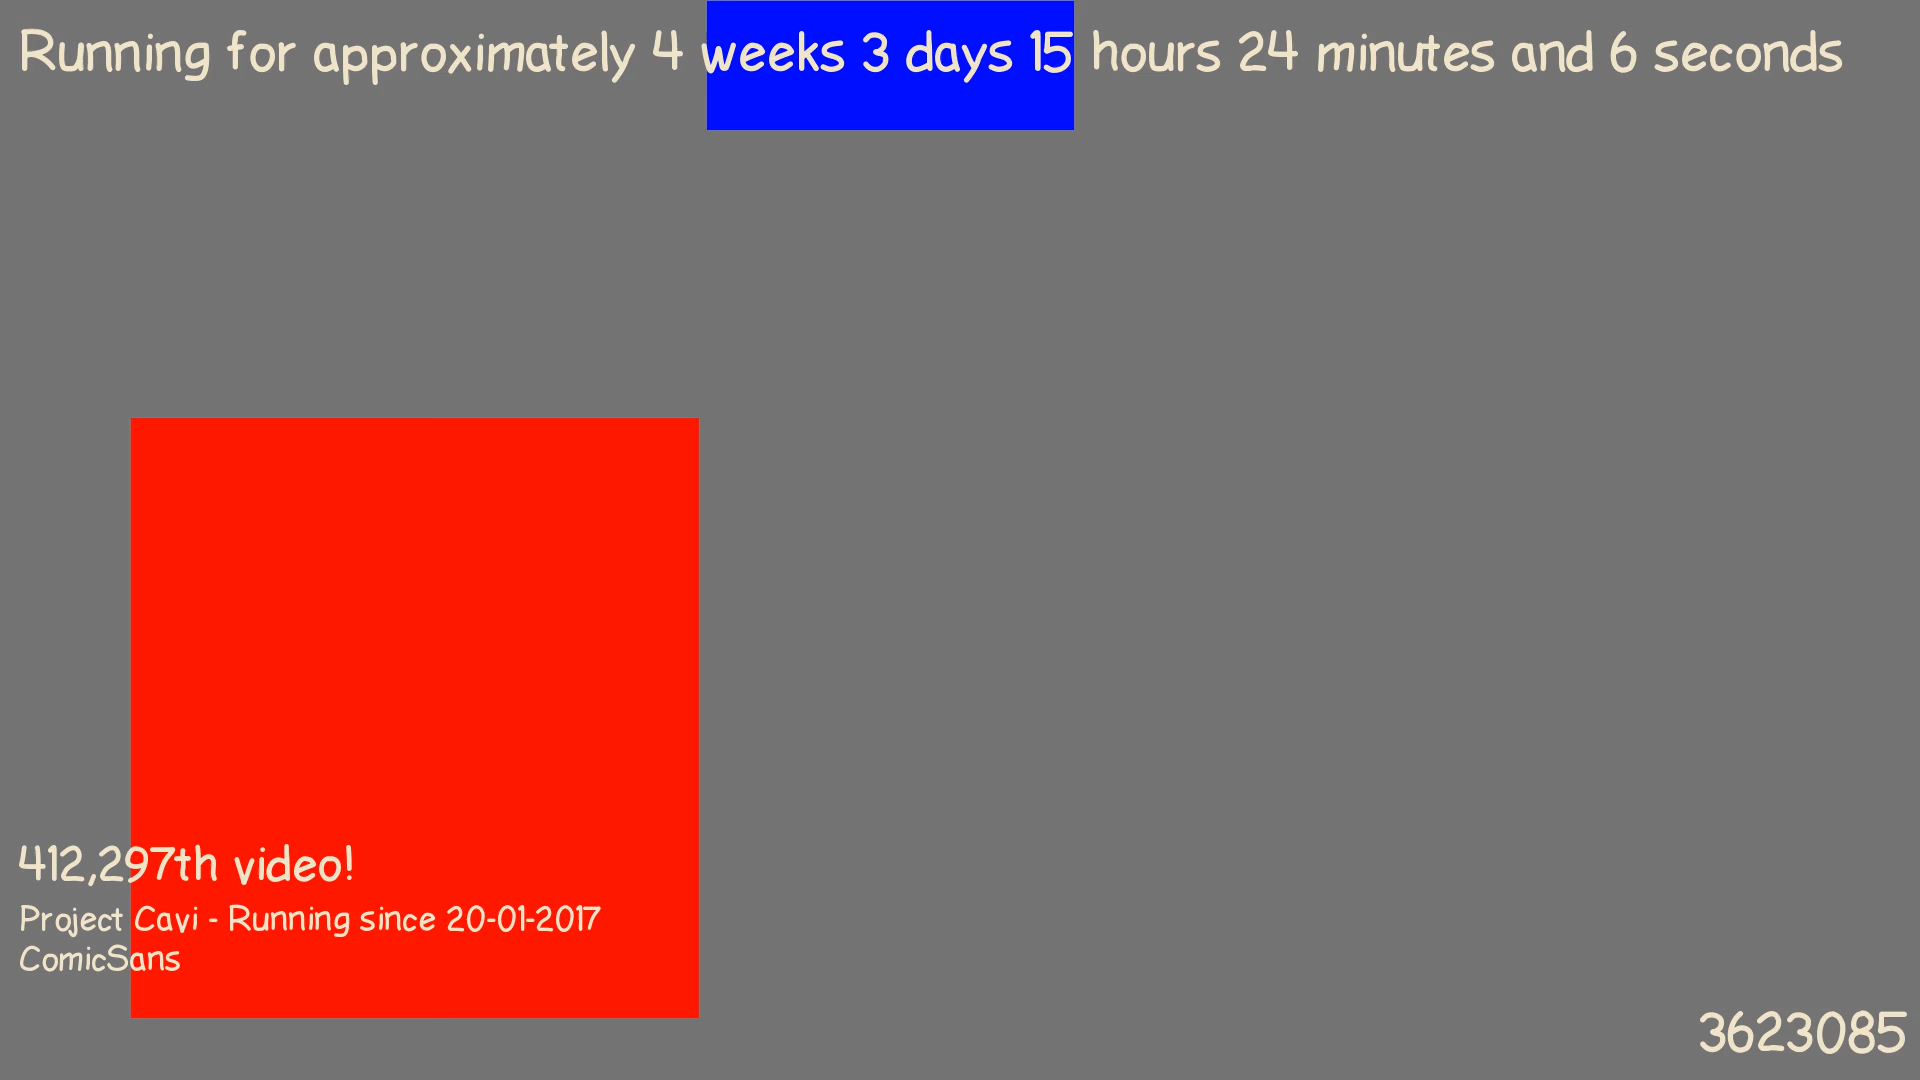 Running for approximately 4 weeks 3 days 15 hours 24 minutes and 6 seconds
412,297th video!
Project Cavi - Running since 20-01-2017
ComicSans
3623085